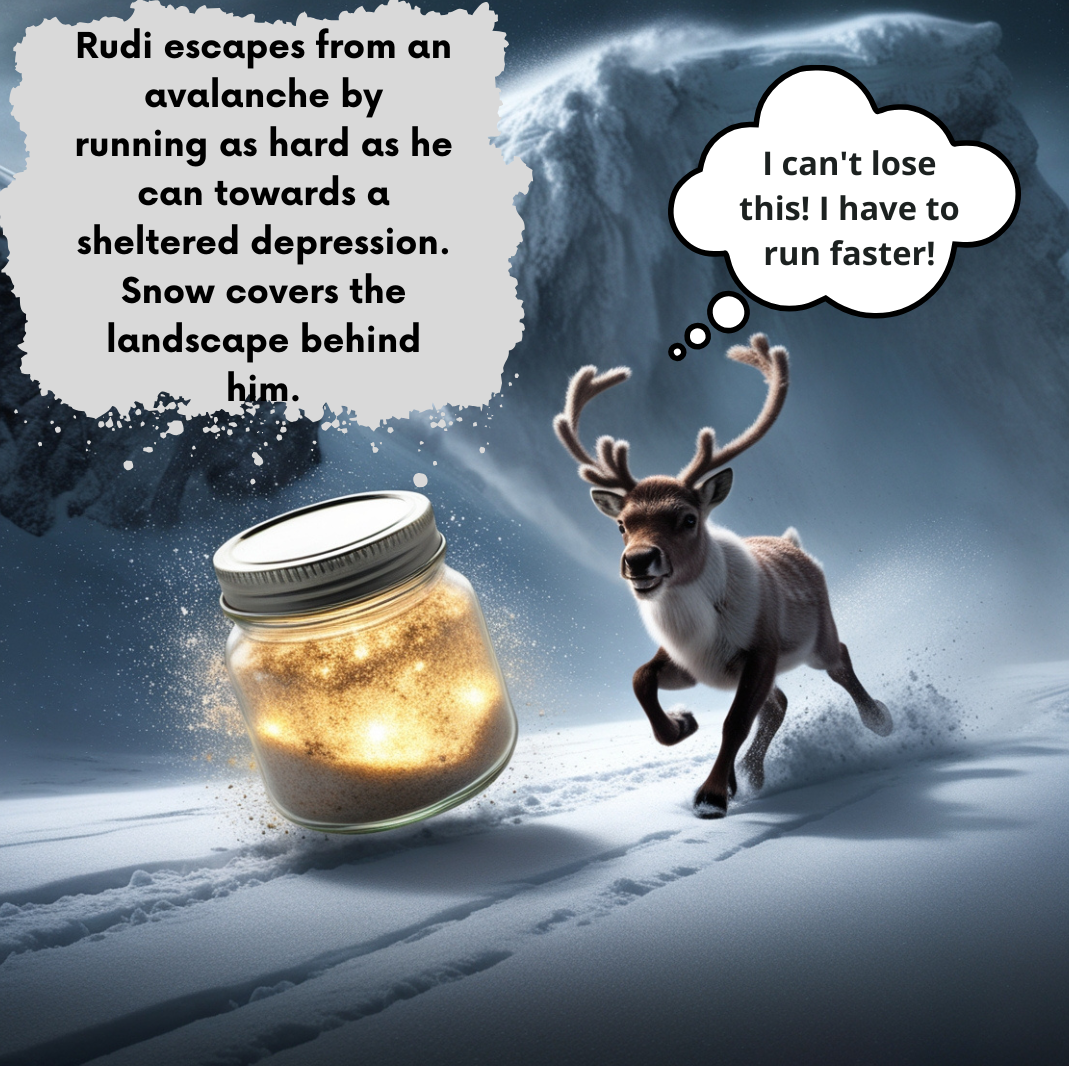 Rudi escapes from an
avalanche by
running as hard as he
can towards a
sheltered depression.
Snow covers the
landscape behind
him.
I can't lose
this! I have to
run faster!